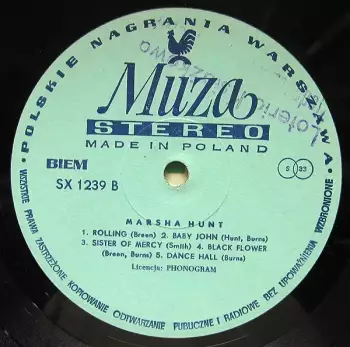 POLSKIE NAGRANIA WARSZAWA
Loteria
Muza
STEREO
MADE IN POLAND
BIEM
SX 1239 B
S 33
MARSHA HUNT
1. ROLLING (Breen) 2. BABY JOHN (Hunt, Burns)
3. SISTER OF MERCY (Smiik) 4. BLACK FLOWER
(Breen, Burns) 5. DANCE HALL (Burns)
Licencja: PHONOGRAM
WSZELKIE PRAWA ZASTRZEŻONE KOPIOWANIE ODTWARZANIE PUBLICZNE I RADIOWE BEZ UPOWAŻNIENIA WZBRONIONE